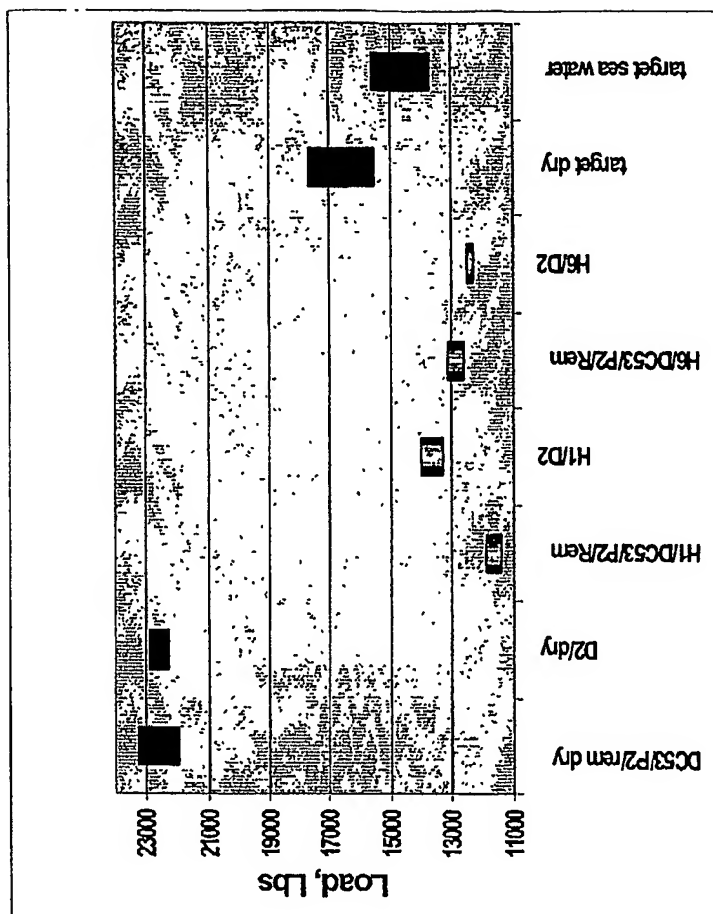 Load, Lbs
23000
21000
19000
17000
15000
13000
11000
DC53/P2/rem dry
D2/dry
H1/DC53/P2/Rem
H1/D2
H6/DC53/P2/Rem
H6/D2
target dry
target sea water